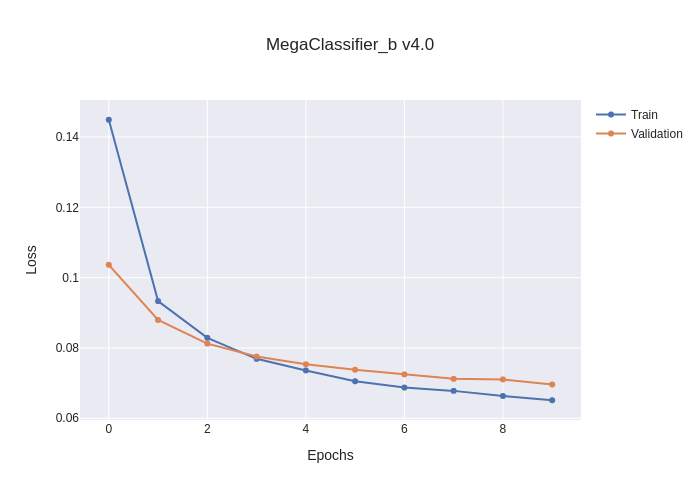 MegaClassifier_b v4.0
Train
Validation
Loss
0.14
0.12
0.1
0.08
0.06
0 2 4 6 8
Epochs